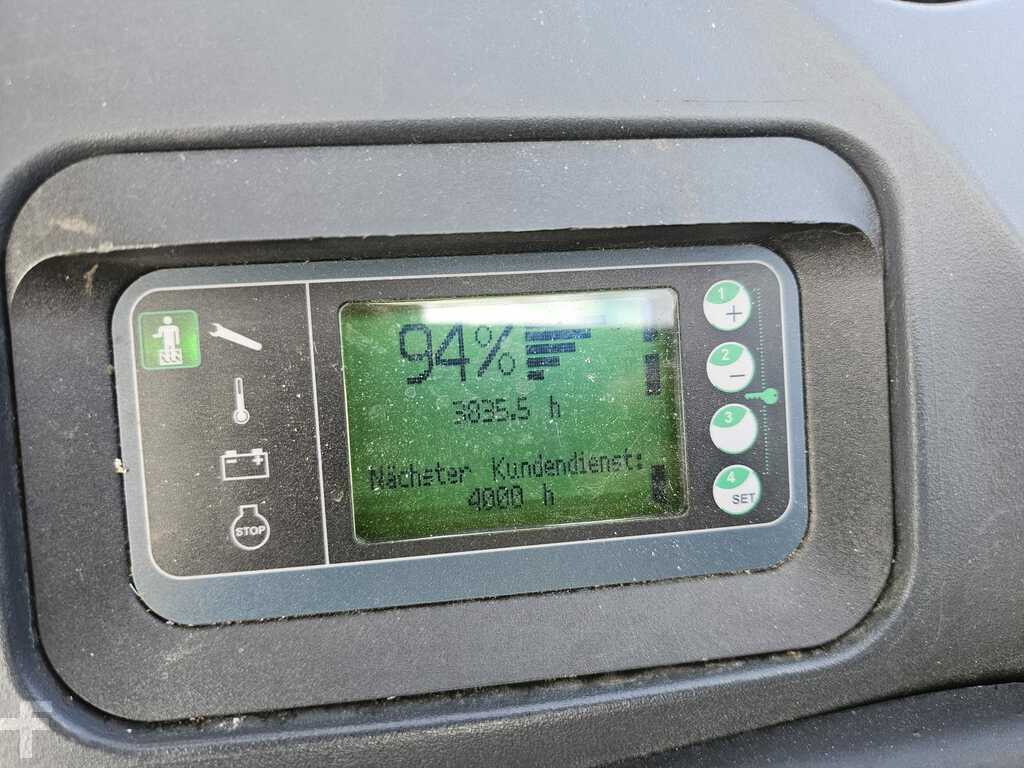 94%
3835.5 h
Nächster Kundendienst:
4000 h
1
+
2
−
3
4
SET
- +
STOP